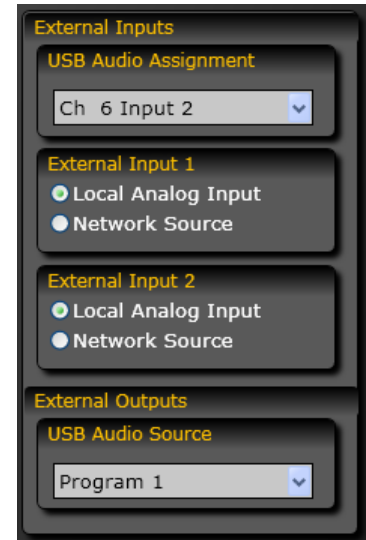 External Inputs
USB Audio Assignment
Ch 6 Input 2
External Input 1
Local Analog Input
Network Source
External Input 2
Local Analog Input
Network Source
External Outputs
USB Audio Source
Program 1